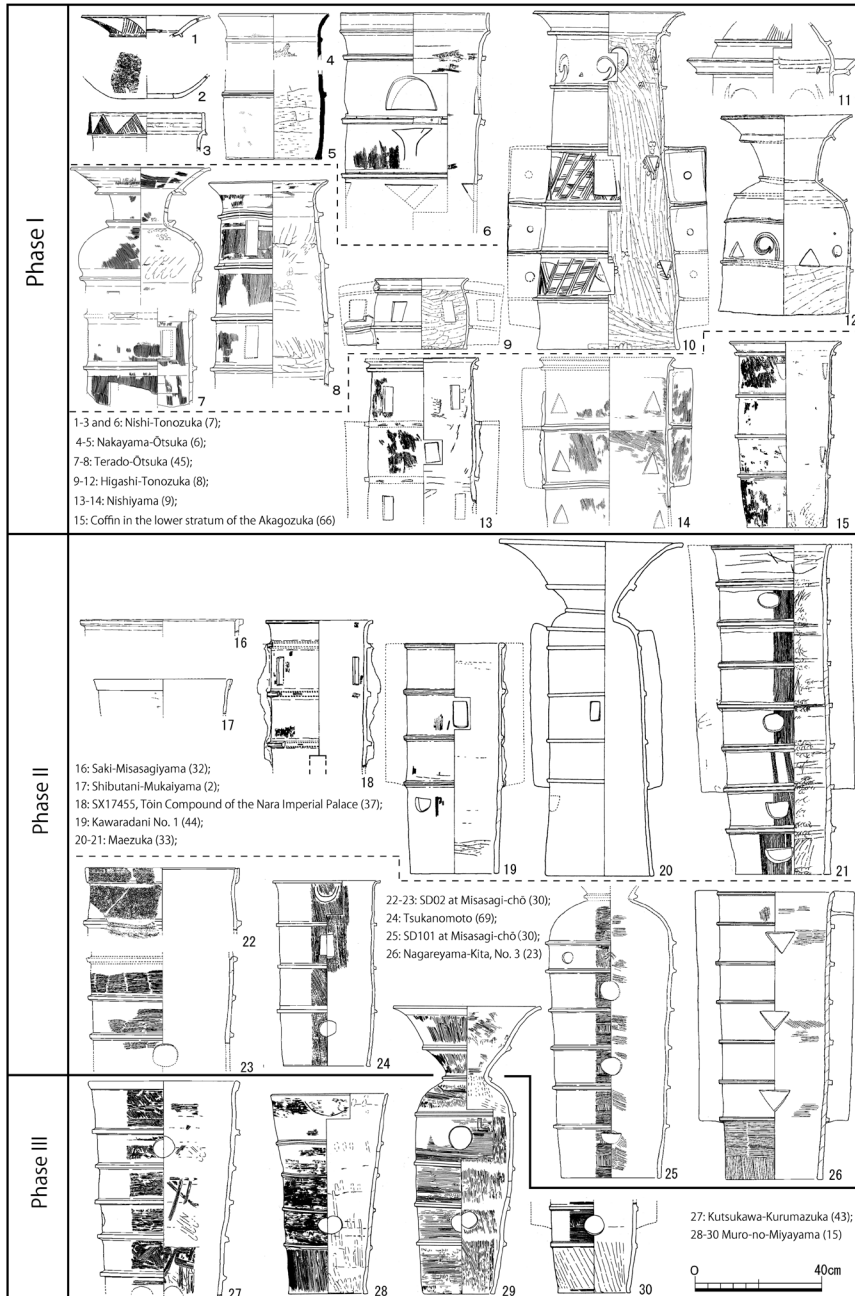 Phase I
1
2
3
4
5
6
7
8
9
10
11
12
13
14
15
1-3 and 6: Nishi-Tonozuka (7);
4-5: Nakayama-Ōtsuka (6);
7-8: Terado-Ōtsuka (45);
9-12: Higashi-Tonozuka (8);
13-14: Nishiyama (9);
15: Coffin in the lower stratum of the Akagozuka (66)
Phase II
16
17
18
19
20
21
16: Saki-Misasagiyama (32);
17: Shibutani-Mukaiyama (2);
18: SX17455, Tōin Compound of the Nara Imperial Palace (37);
19: Kawaradani No. 1 (44);
20-21: Maezuka (33);
22
23
24
25
26
22-23: SD02 at Misasagi-chō (30);
24: Tsukanomoto (69);
25: SD101 at Misasagi-chō (30);
26: Nagareyama-Kita, No. 3 (23)
Phase III
27
28
29
30
27: Kutsukawa-Kurumazuka (43);
28-30 Muro-no-Miyayama (15)
0 40cm